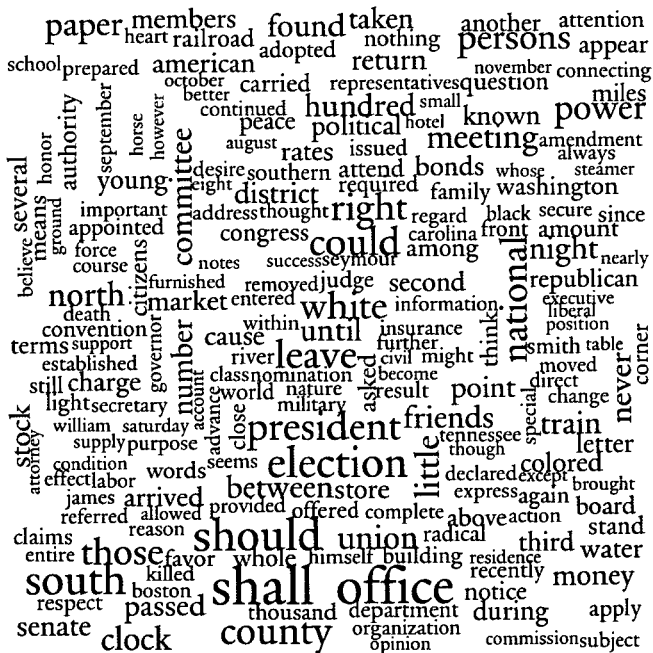 paper members found taken another attention
heart railroad nothing persons appear
school prepared american adopted return november connecting
october better carried representatives question miles
authority september horse however continued hundred small known power
peace political hotel
august rates issued meeting amendment always
believe several honor means ground young committee desire southern attend bonds whose steamer
eight district required family washington
important address thought right regard black secure since
appointed congress could carolina front amount
force among night nearly
course citizens notes success seymour national
furnished removed judge second republican
north market entered white information executive
death liberal
convention governor number within until insurance position
terms support cause further think smith table never corner
established river leave civil might moved
still charge class nomination asked become direct
account world nature result point change
light secretary advance close military special
stock attorney william saturday president friends train
supply purpose little tennessee though letter
condition words seems election colored
effect labor declared except brought
james arrived between store express again board
referred allowed provided offered complete above action stand
claims reason should union radical third water
entire those favor whole himself building residence
south killed shall office recently money
boston notice
respect passed thousand department during apply
senate clock county organization commission subject
opinion